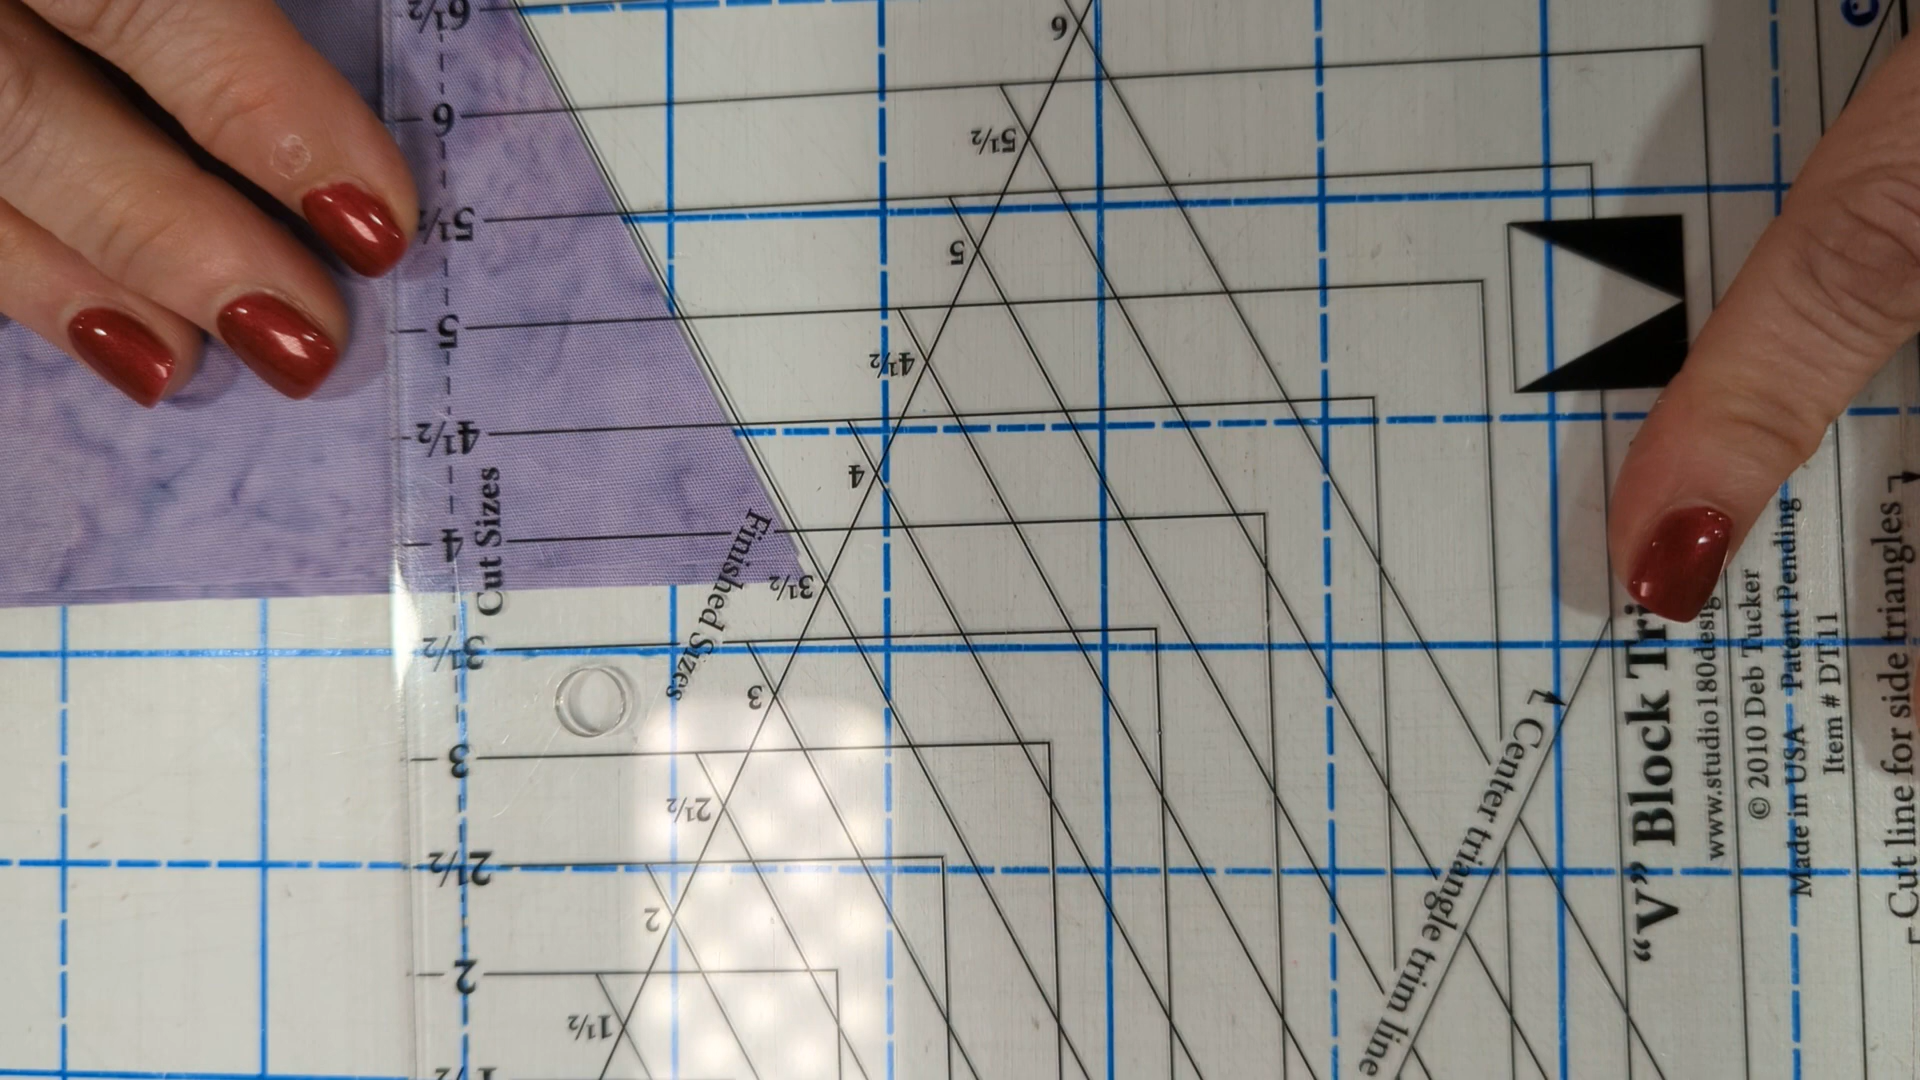 6½
6
5½
5
4½
4
3½
3
2½
2
Cut Sizes
6
5½
5
4½
4
3½
3
2½
2
1½
Finished Sizes
Center triangle trim line
"V" Block
www.studio180desig
© 2010 Deb Tucker
Made in USA Patent Pending
Item # DT11
Cut line for side triangles